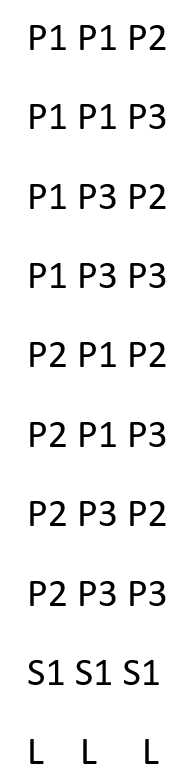 P1 P1 P2
P1 P1 P3
P1 P3 P2
P1 P3 P3
P2 P1 P2
P2 P1 P3
P2 P3 P2
P2 P3 P3
S1 S1 S1
L L L